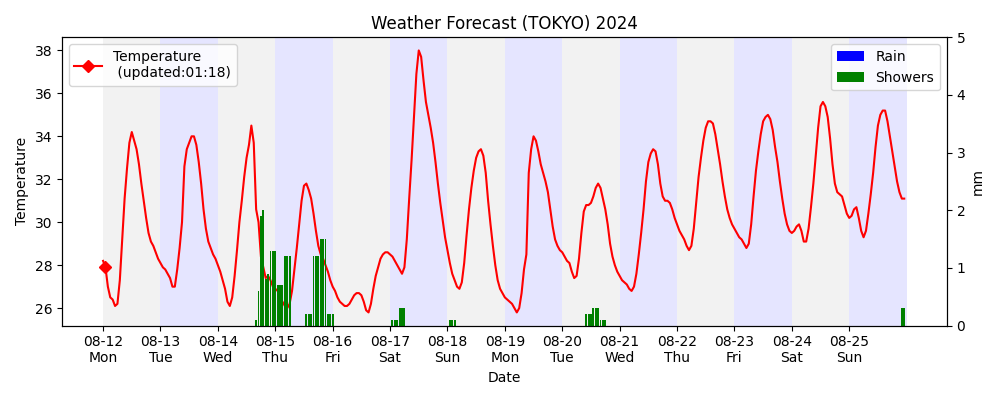 Weather Forecast (TOKYO) 2024
Temperature
(updated:01:18)
Rain
Showers
Temperature
38
36
34
32
30
28
26
5
4
3
2
1
0
mm
08-12 08-13 08-14 08-15 08-16 08-17 08-18 08-19 08-20 08-21 08-22 08-23 08-24 08-25
Mon Tue Wed Thu Fri Sat Sun Mon Tue Wed Thu Fri Sat Sun
Date